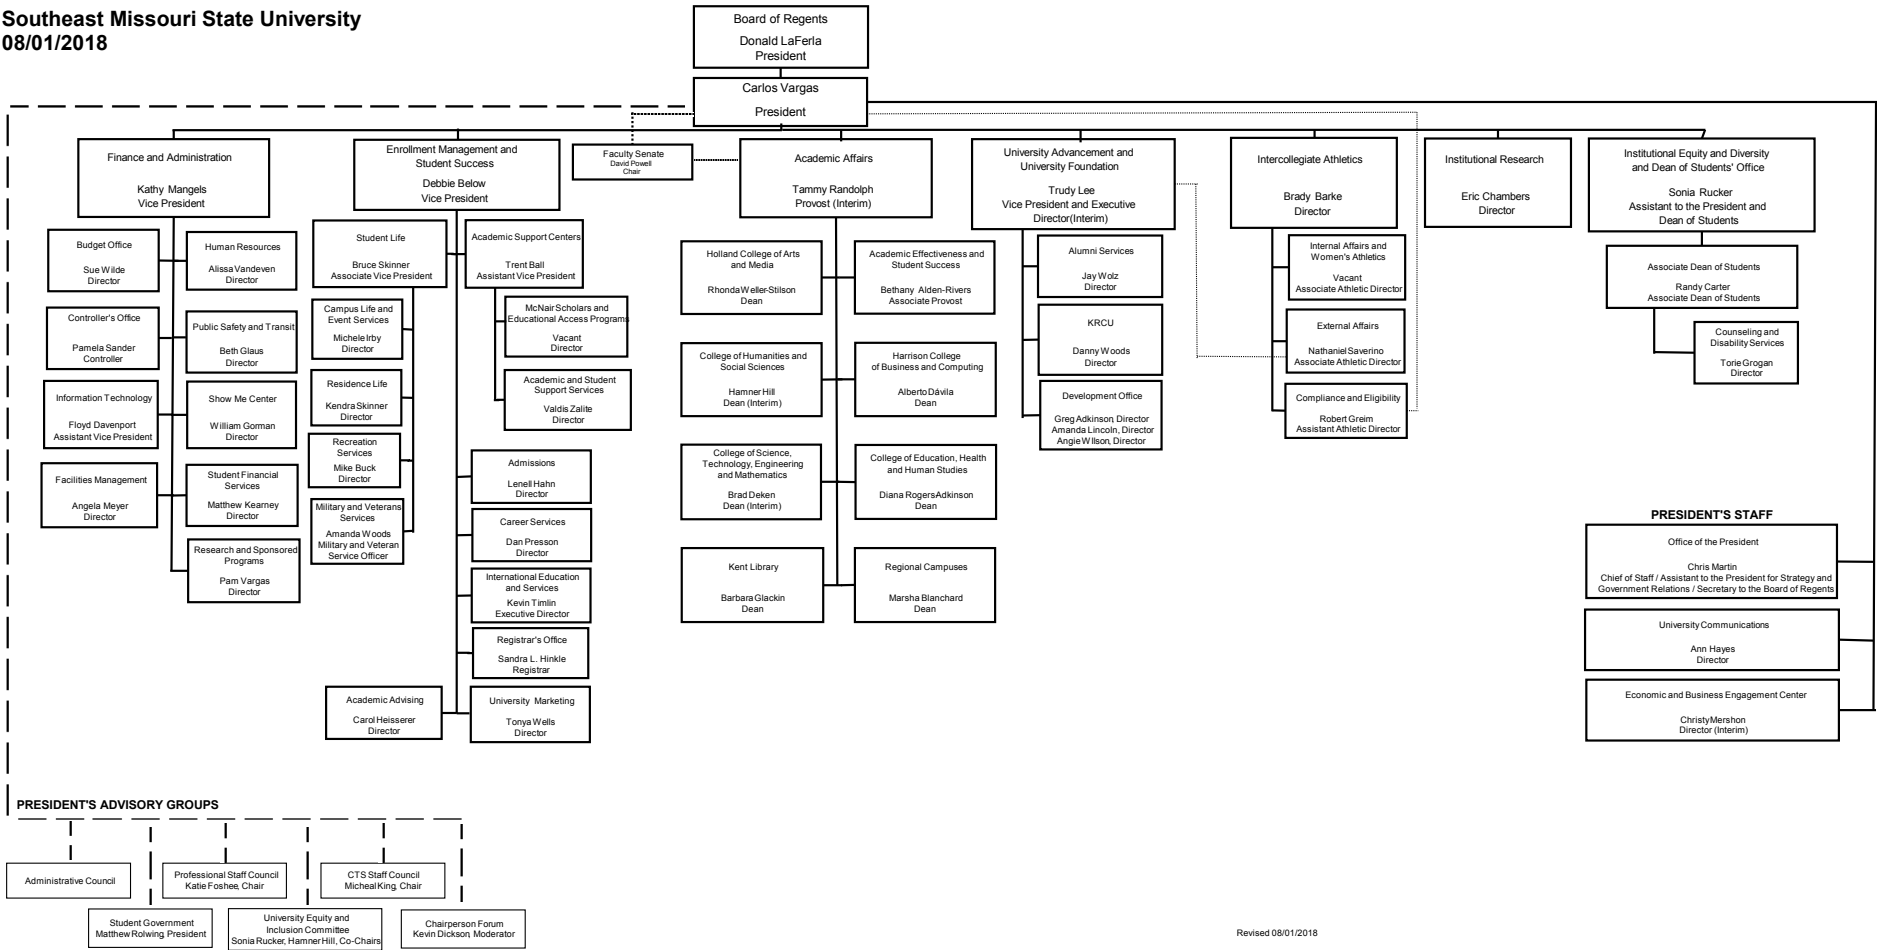 Southeast Missouri State University
08/01/2018
Board of Regents
Donald LaFerla
President
Carlos Vargas
President
Finance and Administration
Kathy Mangels
Vice President
Enrollment Management and
Student Success
Debbie Below
Vice President
Faculty Senate
David Powell
Chair
Academic Affairs
Tammy Randolph
Provost (Interim)
University Advancement and
University Foundation
Trudy Lee
Vice President and Executive
Director(Interim)
Intercollegiate Athletics
Brady Barke
Director
Institutional Research
Eric Chambers
Director
Institutional Equity and Diversity
and Dean of Students' Office
Sonia Rucker
Assistant to the President and
Dean of Students
Budget Office
Sue Wilde
Director
Human Resources
Alissa Vandeven
Director
Controller's Office
Pamela Sander
Controller
Public Safety and Transit
Beth Glaus
Director
Information Technology
Floyd Davenport
Assistant Vice President
Show Me Center
William Gorman
Director
Facilities Management
Angela Meyer
Director
Student Financial
Services
Matthew Kearney
Director
Research and Sponsored
Programs
Pam Vargas
Director
Student Life
Bruce Skinner
Associate Vice President
Academic Support Centers
Trent Ball
Assistant Vice President
Campus Life and
Event Services
Michele Irby
Director
Residence Life
Kendra Skinner
Director
Recreation
Services
Mike Buck
Director
Military and Veterans
Services
Amanda Woods
Military and Veteran
Service Officer
McNair Scholars and
Educational Access Programs
Vacant
Director
Academic and Student
Support Services
Valdis Zalite
Director
Admissions
Lenell Hahn
Director
Career Services
Dan Presson
Director
International Education
and Services
Kevin Timlin
Executive Director
Registrar's Office
Sandra L. Hinkle
Registrar
Academic Advising
Carol Heisserer
Director
University Marketing
Tonya Wells
Director
Holland College of Arts
and Media
Rhonda Weller-Stilson
Dean
Academic Effectiveness and
Student Success
Bethany Alden-Rivers
Associate Provost
College of Humanities and
Social Sciences
Hamner Hill
Dean (Interim)
Harrison College
of Business and Computing
Alberto Dávila
Dean
College of Science,
Technology, Engineering
and Mathematics
Brad Deken
Dean (Interim)
College of Education, Health
and Human Studies
Diana Rogers Adkinson
Dean
Kent Library
Barbara Glackin
Dean
Regional Campuses
Marsha Blanchard
Dean
Alumni Services
Jay Wolz
Director
KRCU
Danny Woods
Director
Development Office
Greg Adkinson, Director
Amanda Lincoln, Director
Angie Wilson, Director
Internal Affairs and
Women's Athletics
Vacant
Associate Athletic Director
External Affairs
Nathaniel Saverino
Associate Athletic Director
Compliance and Eligibility
Robert Greim
Assistant Athletic Director
Associate Dean of Students
Randy Carter
Associate Dean of Students
Counseling and
Disability Services
Torie Grogan
Director
PRESIDENT'S STAFF
Office of the President
Chris Martin
Chief of Staff / Assistant to the President for Strategy and
Government Relations / Secretary to the Board of Regents
University Communications
Ann Hayes
Director
Economic and Business Engagement Center
Christy Mershon
Director (Interim)
PRESIDENT'S ADVISORY GROUPS
Administrative Council
Professional Staff Council
Katie Foshee, Chair
CTS Staff Council
Micheal King, Chair
Student Government
Matthew Rolwing, President
University Equity and
Inclusion Committee
Sonia Rucker, Hamner Hill, Co-Chairs
Chairperson Forum
Kevin Dickson, Moderator
Revised 08/01/2018